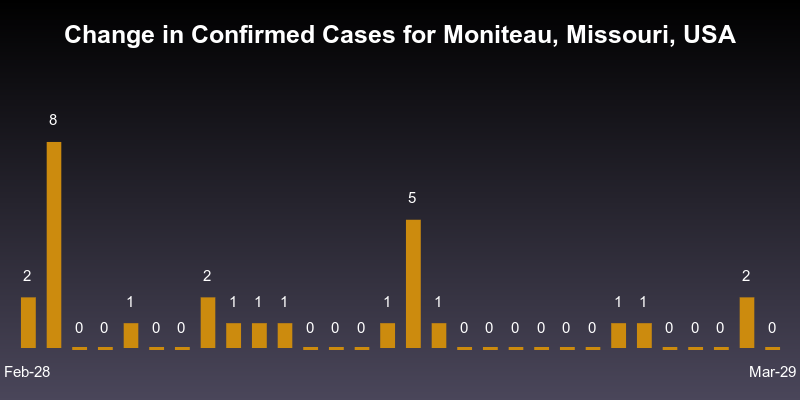 Change in Confirmed Cases for Moniteau, Missouri, USA
2 8 0 0 1 0 0 2 1 1 1 0 0 0 1 5 1 0 0 0 0 0 0 1 1 0 0 0 2 0
Feb-28 Mar-29